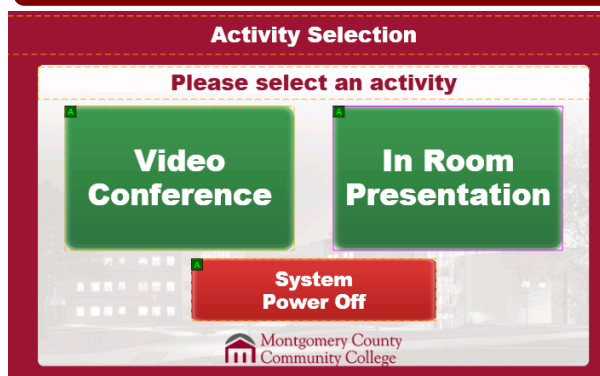 Activity Selection
Please select an activity
A
Video
Conference
A
In Room
Presentation
A
System
Power Off
Montgomery County
Community College